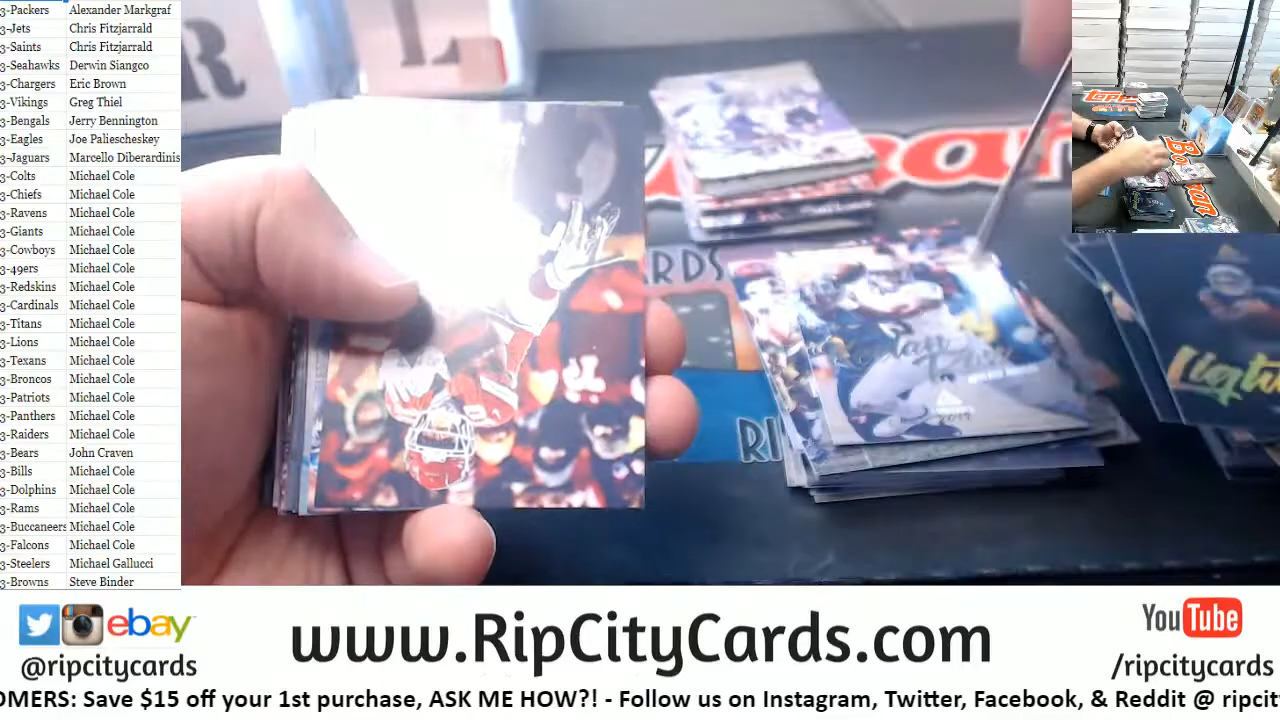 3-Packers Alexander Markgraf
3-Jets Chris Fitzjarrald
3-Saints Chris Fitzjarrald
3-Seahawks Derwin Siangco
3-Chargers Eric Brown
3-Vikings Greg Thiel
3-Bengals Jerry Bennington
3-Eagles Joe Palieschesky
3-Jaguars Marcello Diberardinis
3-Colts Michael Cole
3-Chiefs Michael Cole
3-Ravens Michael Cole
3-Giants Michael Cole
3-Cowboys Michael Cole
3-49ers Michael Cole
3-Redskins Michael Cole
3-Cardinals Michael Cole
3-Titans Michael Cole
3-Lions Michael Cole
3-Texans Michael Cole
3-Broncos Michael Cole
3-Patriots Michael Cole
3-Panthers Michael Cole
3-Raiders Michael Cole
3-Bears John Craven
3-Bills Michael Cole
3-Dolphins Michael Cole
3-Rams Michael Cole
3-Buccaneers Michael Cole
3-Falcons Michael Cole
3-Steelers Michael Gallucci
3-Browns Steve Binder
R L
ARDS
RI
2019
Topps
ebay
@ripcitycards
www.RipCityCards.com
YouTube
/ripcitycards
OMERS: Save $15 off your 1st purchase, ASK ME HOW?! - Follow us on Instagram, Twitter, Facebook, & Reddit @ ripcit